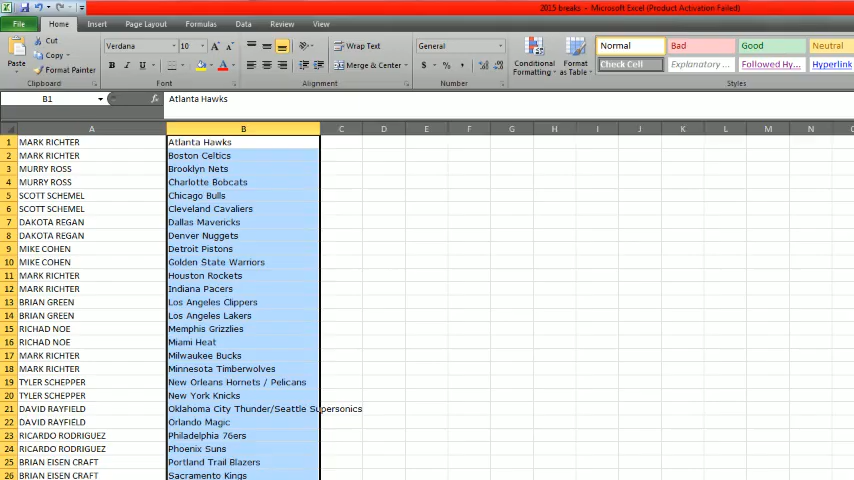 2015 breaks - Microsoft Excel (Product Activation Failed)
File Home Insert Page Layout Formulas Data Review View
Paste Cut Copy Format Painter Clipboard
Verdana 10 A A B I U A Font
Wrap Text Merge & Center Alignment
General $ % , Number
Conditional Formatting Format as Table
Normal Bad Good Neutral
Check Cell Explanatory ... Followed Hy... Hyperlink
Styles
B1 fx Atlanta Hawks
A B C D E F G H I J K L M N
1 MARK RICHTER Atlanta Hawks
2 MARK RICHTER Boston Celtics
3 MURRY ROSS Brooklyn Nets
4 MURRY ROSS Charlotte Bobcats
5 SCOTT SCHEMEL Chicago Bulls
6 SCOTT SCHEMEL Cleveland Cavaliers
7 DAKOTA REGAN Dallas Mavericks
8 DAKOTA REGAN Denver Nuggets
9 MIKE COHEN Detroit Pistons
10 MIKE COHEN Golden State Warriors
11 MARK RICHTER Houston Rockets
12 MARK RICHTER Indiana Pacers
13 BRIAN GREEN Los Angeles Clippers
14 BRIAN GREEN Los Angeles Lakers
15 RICHAD NOE Memphis Grizzlies
16 RICHAD NOE Miami Heat
17 MARK RICHTER Milwaukee Bucks
18 MARK RICHTER Minnesota Timberwolves
19 TYLER SCHEPPER New Orleans Hornets / Pelicans
20 TYLER SCHEPPER New York Knicks
21 DAVID RAYFIELD Oklahoma City Thunder/Seattle Supersonics
22 DAVID RAYFIELD Orlando Magic
23 RICARDO RODRIGUEZ Philadelphia 76ers
24 RICARDO RODRIGUEZ Phoenix Suns
25 BRIAN EISEN CRAFT Portland Trail Blazers
26 BRIAN EISEN CRAFT Sacramento Kings